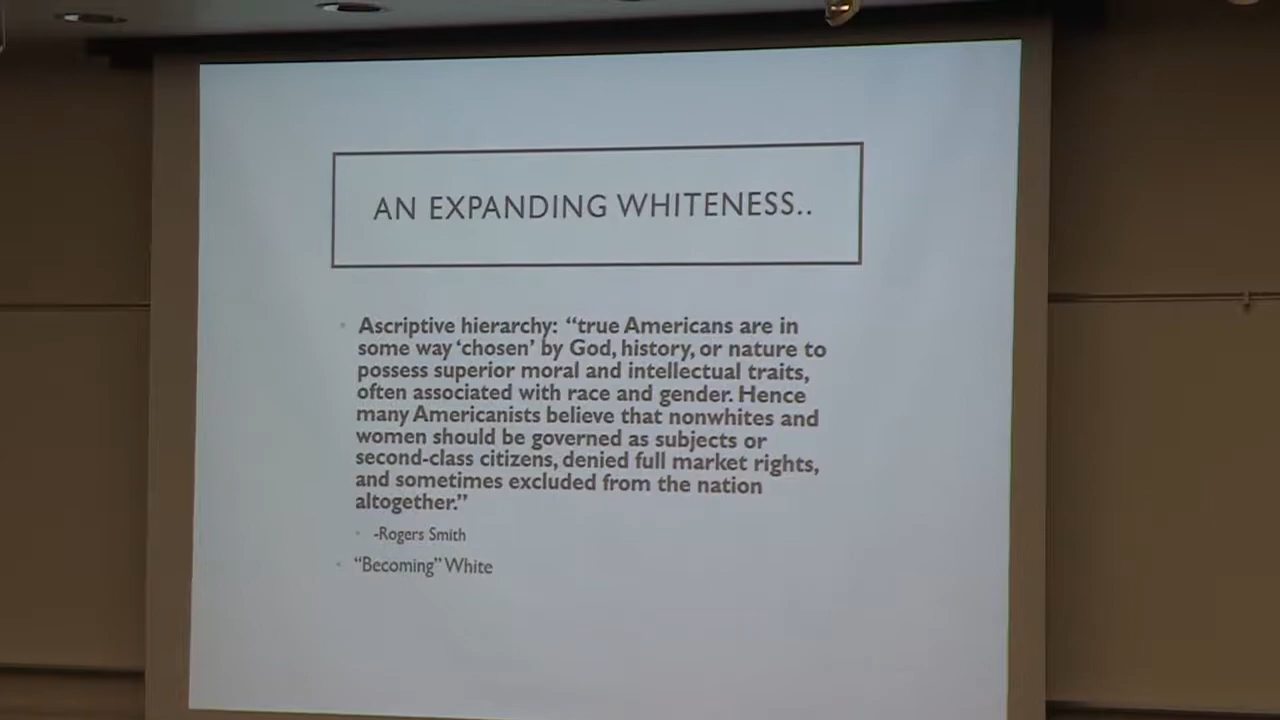 AN EXPANDING WHITENESS..
Ascriptive hierarchy: “true Americans are in
some way ‘chosen’ by God, history, or nature to
possess superior moral and intellectual traits,
often associated with race and gender. Hence
many Americanists believe that nonwhites and
women should be governed as subjects or
second-class citizens, denied full market rights,
and sometimes excluded from the nation
altogether.”
-Rogers Smith
“Becoming” White